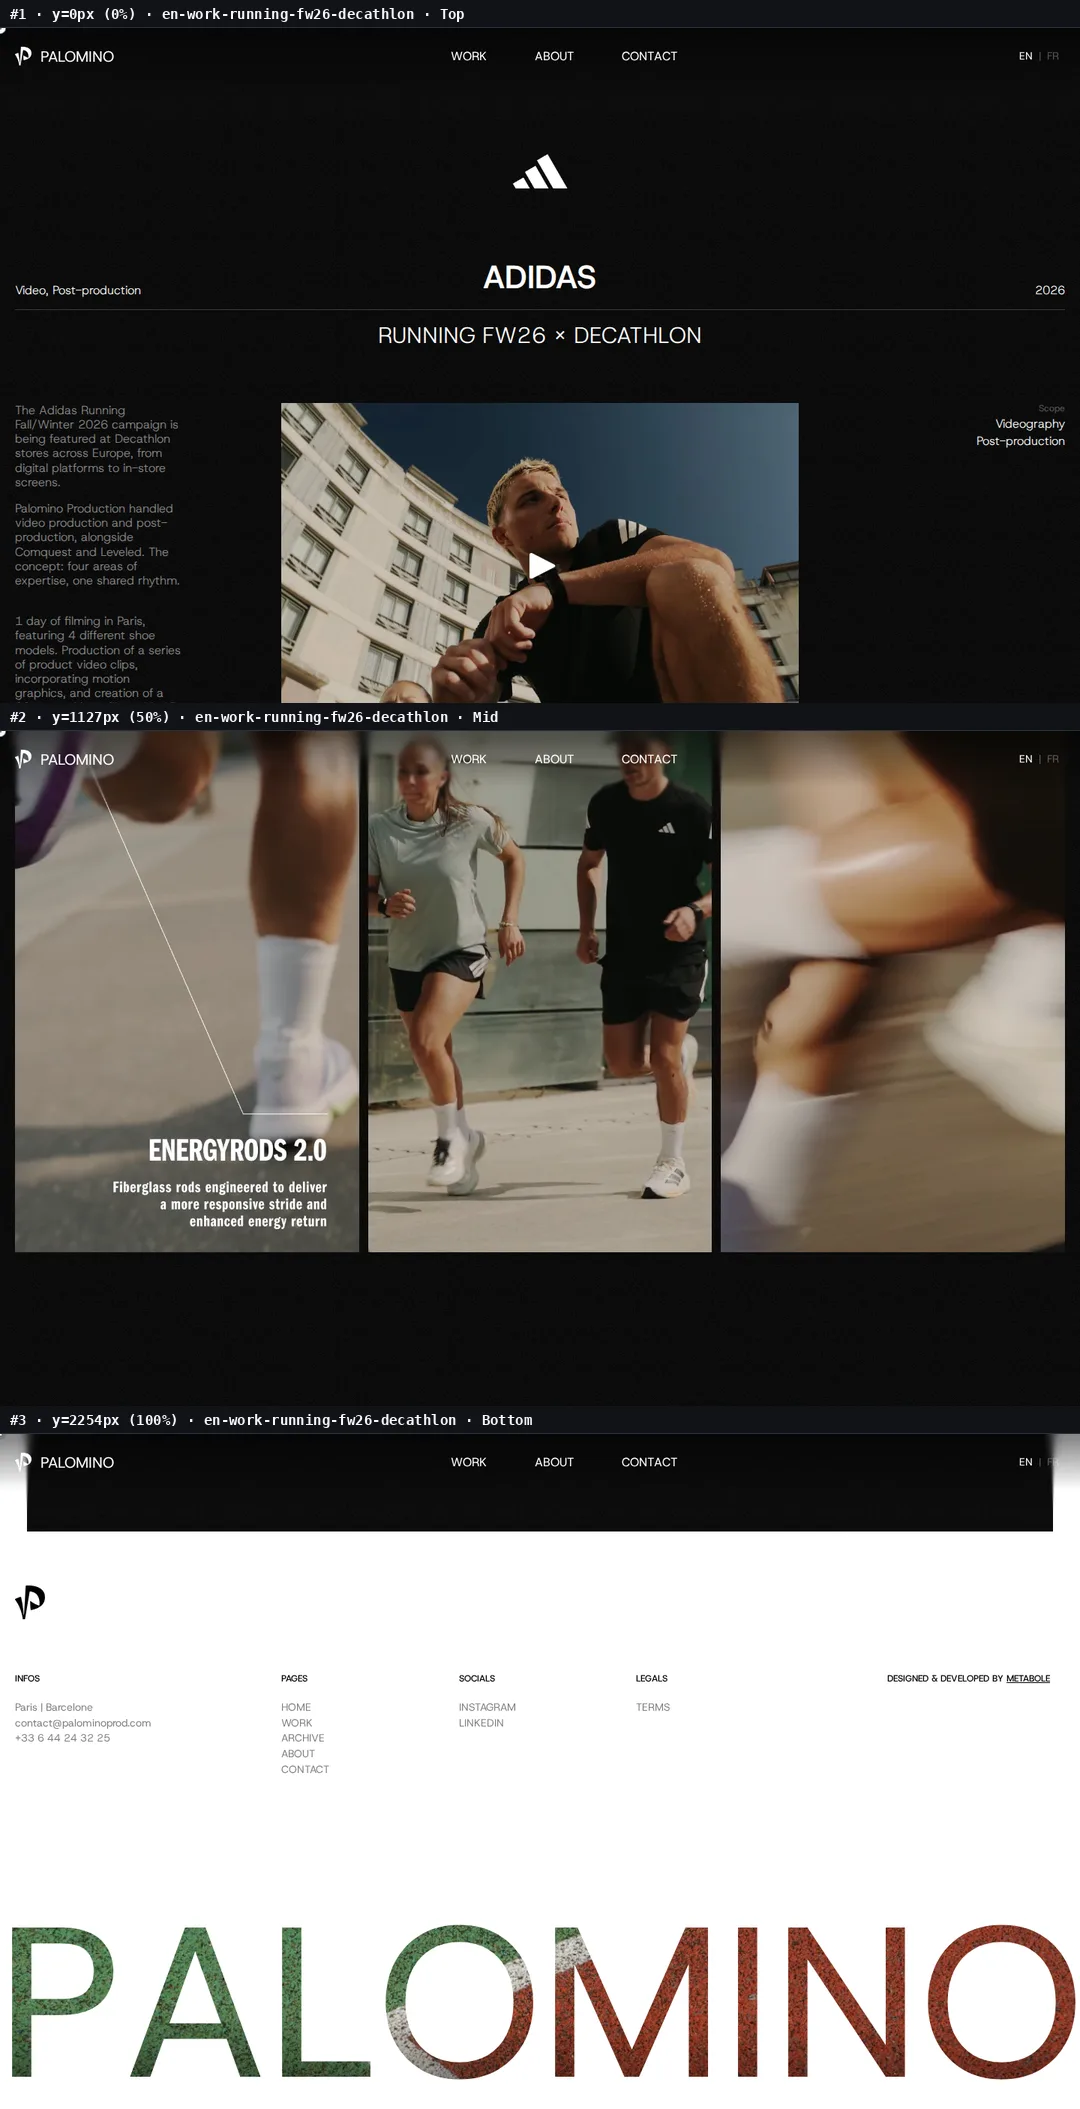 #1 · y=0px (0%) · en-work-running-fw26-decathlon · Top
PALOMINO
WORK
ABOUT
CONTACT
EN | FR
ADIDAS
Video, Post-production
2026
RUNNING FW26 × DECATHLON
The Adidas Running
Fall/Winter 2026 campaign is
being featured at Decathlon
stores across Europe, from
digital platforms to in-store
screens.
Palomino Production handled
video production and post-
production, alongside
Comquest and Leveled. The
concept: four areas of
expertise, one shared rhythm.
1 day of filming in Paris,
featuring 4 different shoe
models. Production of a series
of product video clips,
incorporating motion
graphics, and creation of a
Scope
Videography
Post-production
#2 · y=1127px (50%) · en-work-running-fw26-decathlon · Mid
PALOMINO
WORK
ABOUT
CONTACT
EN | FR
ENERGYRODS 2.0
Fiberglass rods engineered to deliver
a more responsive stride and
enhanced energy return
#3 · y=2254px (100%) · en-work-running-fw26-decathlon · Bottom
PALOMINO
WORK
ABOUT
CONTACT
EN | FR
INFOS
Paris | Barcelone
contact@palominoprod.com
+33 6 44 24 32 25
PAGES
HOME
WORK
ARCHIVE
ABOUT
CONTACT
SOCIALS
INSTAGRAM
LINKEDIN
LEGALS
TERMS
DESIGNED & DEVELOPED BY METABOLE
PALOMINO